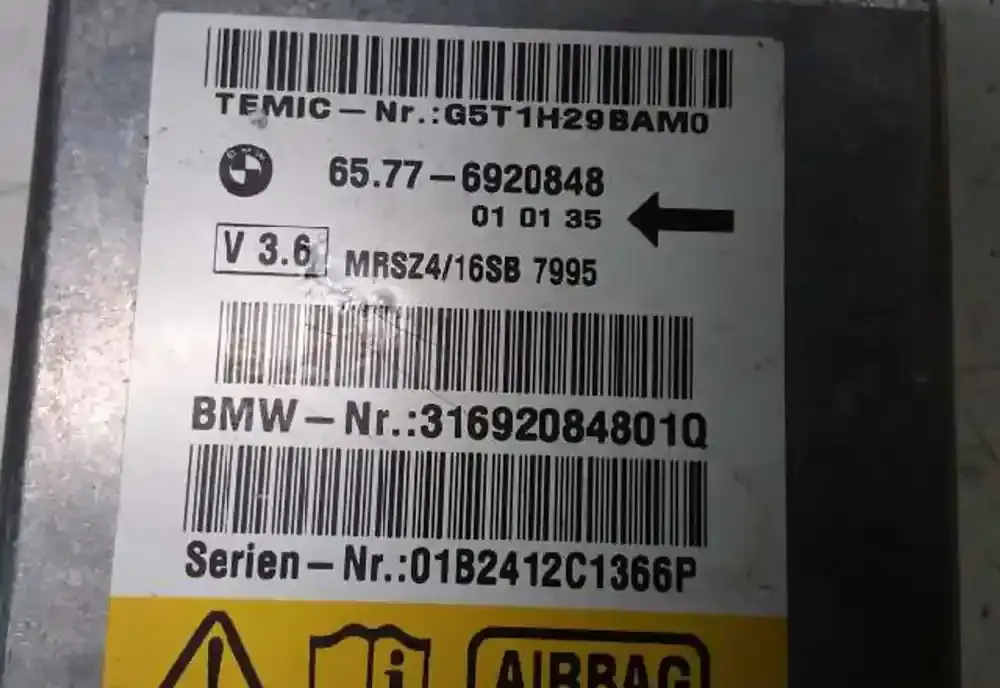 TEMIC-Nr.:G5T1H29BAM0
65.77-6920848
01 01 35
V 3.6
MRSZ4/16SB 7995
BMW-Nr.:31692084801Q
Serien-Nr.:01B2412C1366P
i
AIRBAG